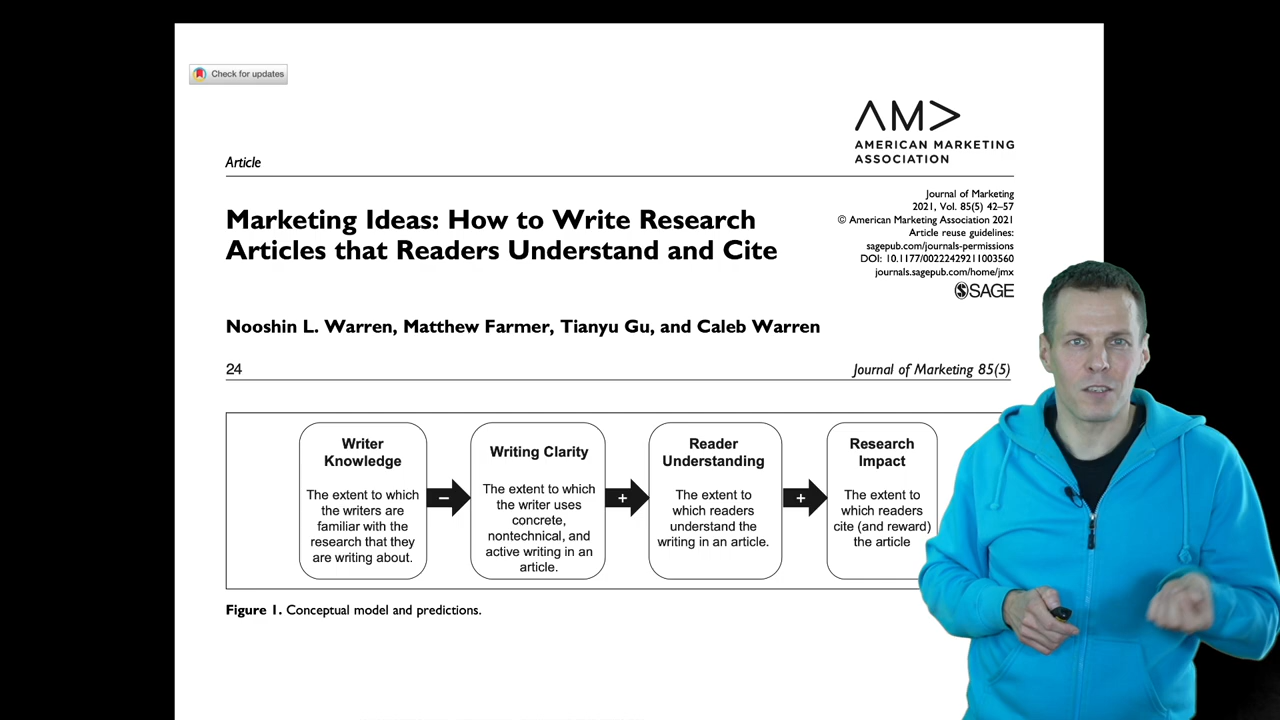 Check for updates
AMA
AMERICAN MARKETING
ASSOCIATION
Article
Marketing Ideas: How to Write Research
Articles that Readers Understand and Cite
Journal of Marketing
2021, Vol. 85(5) 42–57
© American Marketing Association 2021
Article reuse guidelines:
sagepub.com/journals-permissions
DOI: 10.1177/00222429211003560
journals.sagepub.com/home/jmx
SAGE
Nooshin L. Warren, Matthew Farmer, Tianyu Gu, and Caleb Warren
24
Journal of Marketing 85(5)
Writer
Knowledge
The extent to which
the writers are
familiar with the
research that they
are writing about.
−
Writing Clarity
The extent to which
the writer uses
concrete,
nontechnical, and
active writing in an
article.
+
Reader
Understanding
The extent to
which readers
understand the
writing in an article.
+
Research
Impact
The extent to
which readers
cite (and reward)
the article
Figure 1. Conceptual model and predictions.